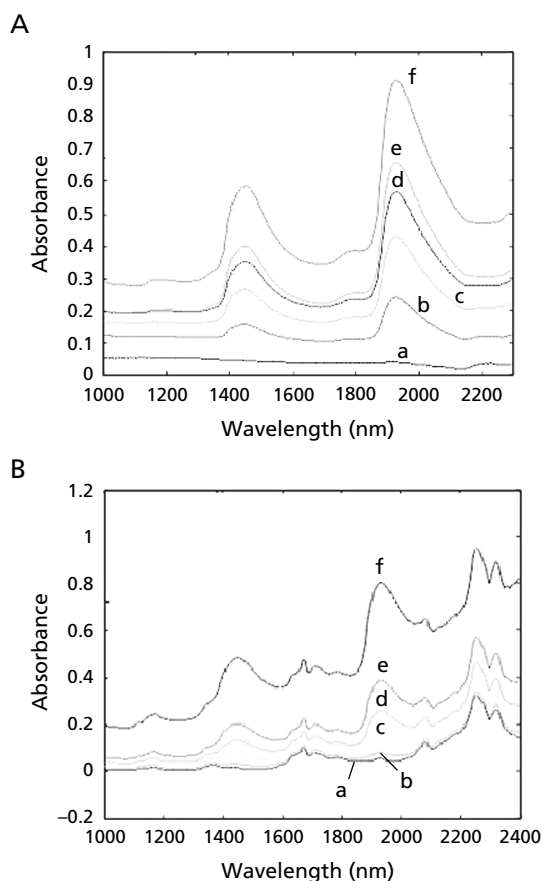 A
1
0.9
0.8
0.7
0.6
0.5
0.4
0.3
0.2
0.1
0
Absorbance
f
e
d
c
b
a
1000 1400 1600 1800 2000 2200
Wavelength (nm)
B
1.2
1
0.8
0.6
0.4
0.2
0
−0.2
Absorbance
f
e
d
c
a b
1000 1200 1400 1600 1800 2000 2200 2400
Wavelength (nm)